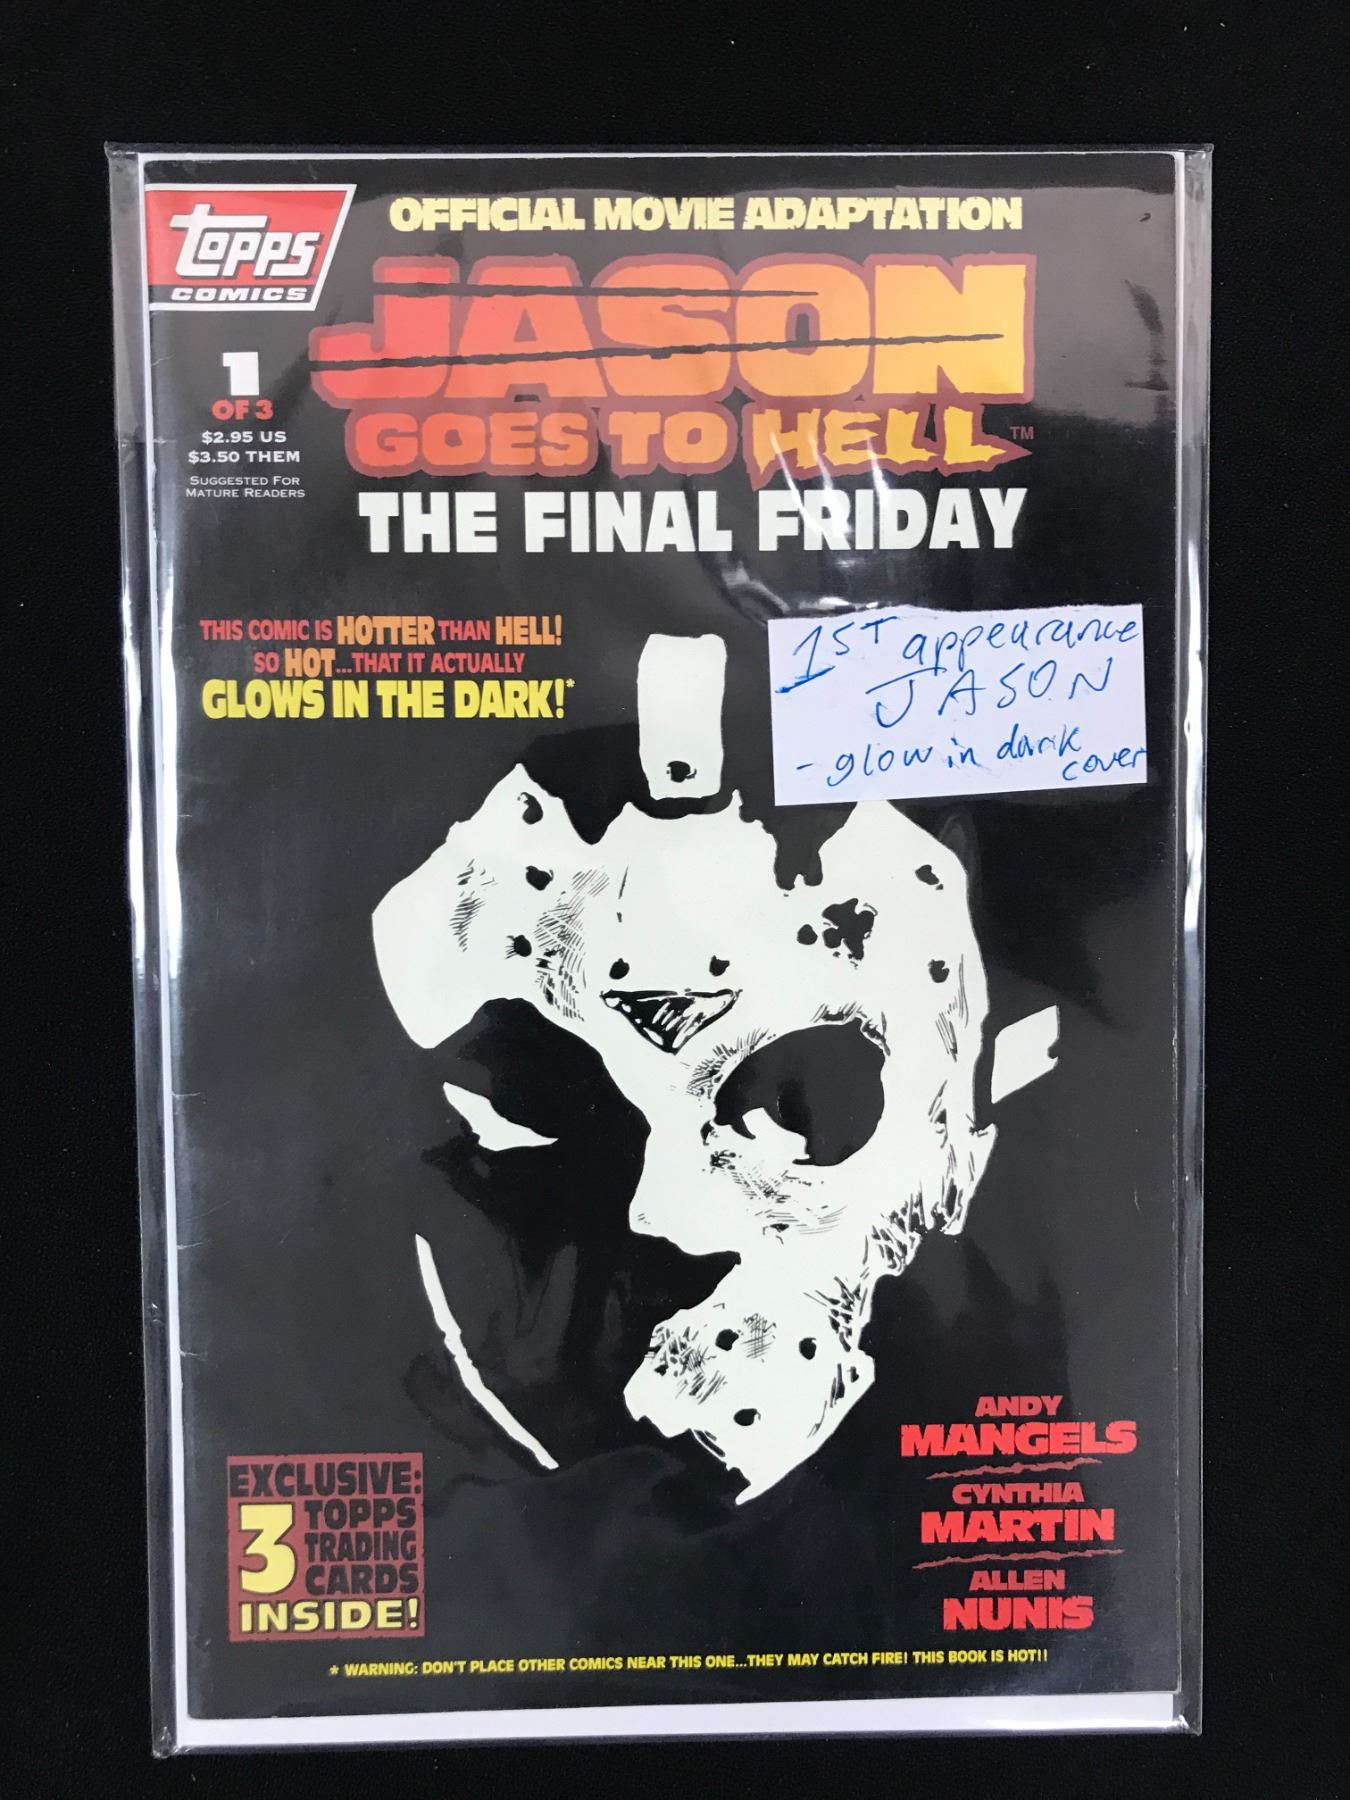 OFFICIAL MOVIE ADAPTATION
topps
COMICS
JASON
GOES TO HELL™
THE FINAL FRIDAY
1
OF 3
$2.95 US
$3.50 THEM
SUGGESTED FOR
MATURE READERS
THIS COMIC IS HOTTER THAN HELL!
SO HOT...THAT IT ACTUALLY
GLOWS IN THE DARK!*
1ST appearance
JASON
- glow in dark
cover
EXCLUSIVE:
3 TOPPS
TRADING
CARDS
INSIDE!
ANDY
MANGELS
CYNTHIA
MARTIN
ALLEN
NUNIS
* WARNING: DON'T PLACE OTHER COMICS NEAR THIS ONE...THEY MAY CATCH FIRE! THIS BOOK IS HOT!!